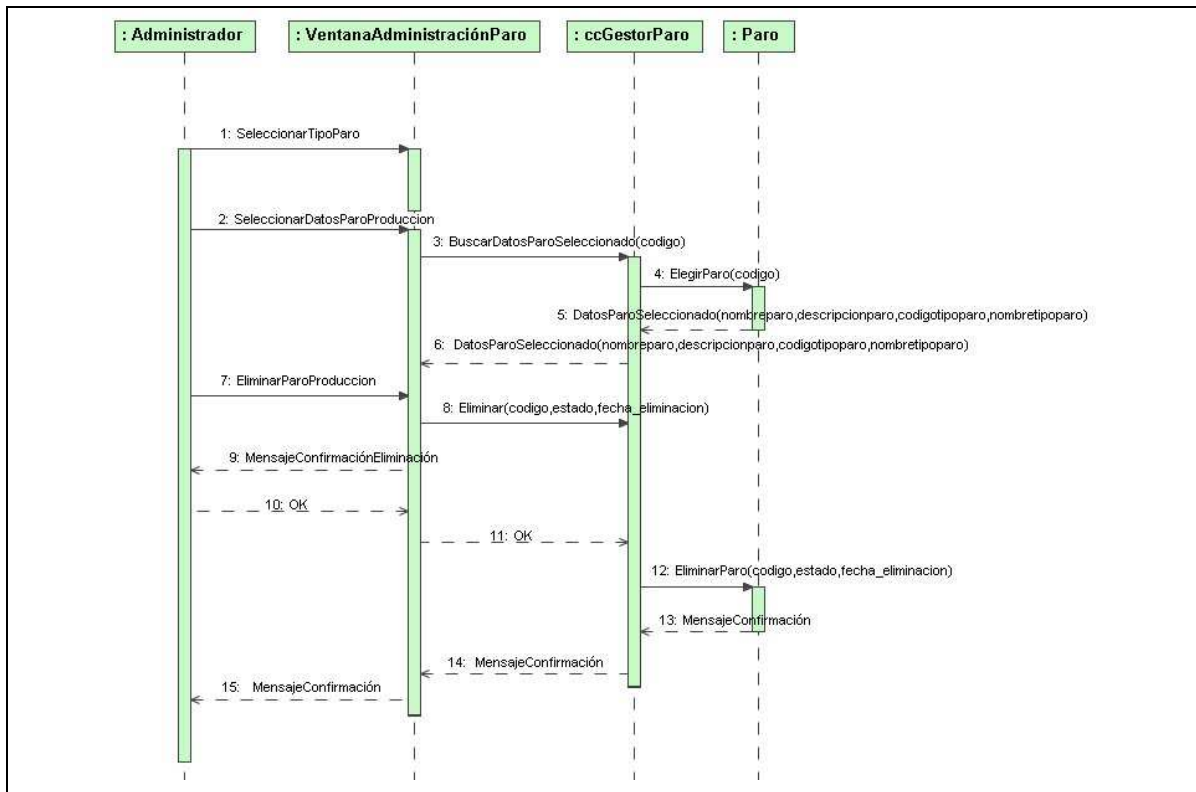 : Administrador
: VentanaAdministraciónParo
: ccGestorParo
: Paro
1: SeleccionarTipoParo
2: SeleccionarDatosParoProduccion
3: BuscarDatosParoSeleccionado(codigo)
4: ElegirParo(codigo)
5: DatosParoSeleccionado(nombreparo,descripcionparo,codigotipoparo,nombretipoparo)
6: DatosParoSeleccionado(nombreparo,descripcionparo,codigotipoparo,nombretipoparo)
7: EliminarParoProduccion
8: Eliminar(codigo,estado,fecha_eliminacion)
9: MensajeConfirmaciónEliminación
10: OK
11: OK
12: EliminarParo(codigo,estado,fecha_eliminacion)
13: MensajeConfirmación
14: MensajeConfirmación
15: MensajeConfirmación